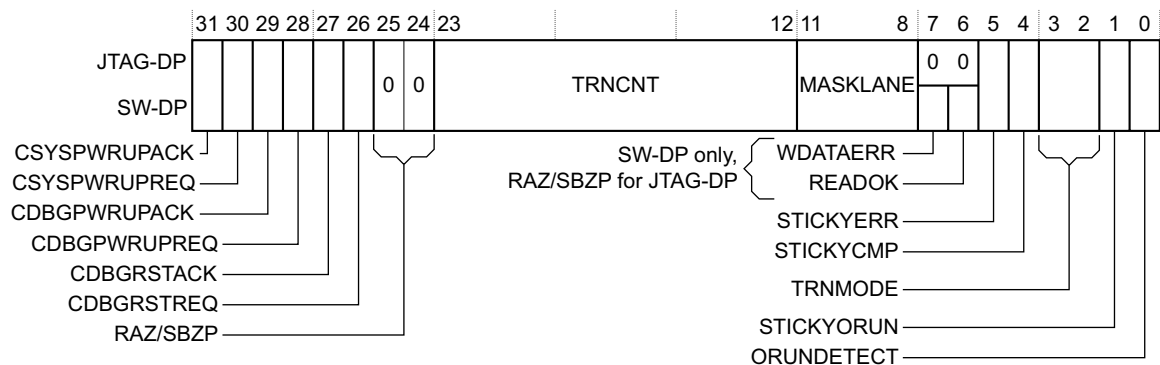 31 30 29 28 27 26 25 24 23 12 11 8 7 6 5 4 3 2 1 0
JTAG-DP
SW-DP
0 0
TRNCNT
MASKLANE
0 0
CSYSPWRUPACK
CSYSPWRUPREQ
CDBGPWRUPACK
CDBGPWRUPREQ
CDBGRSTACK
CDBGRSTREQ
RAZ/SBZP
SW-DP only,
RAZ/SBZP for JTAG-DP
WDATAERR
READOK
STICKYERR
STICKYCMP
TRNMODE
STICKYORUN
ORUNDETECT